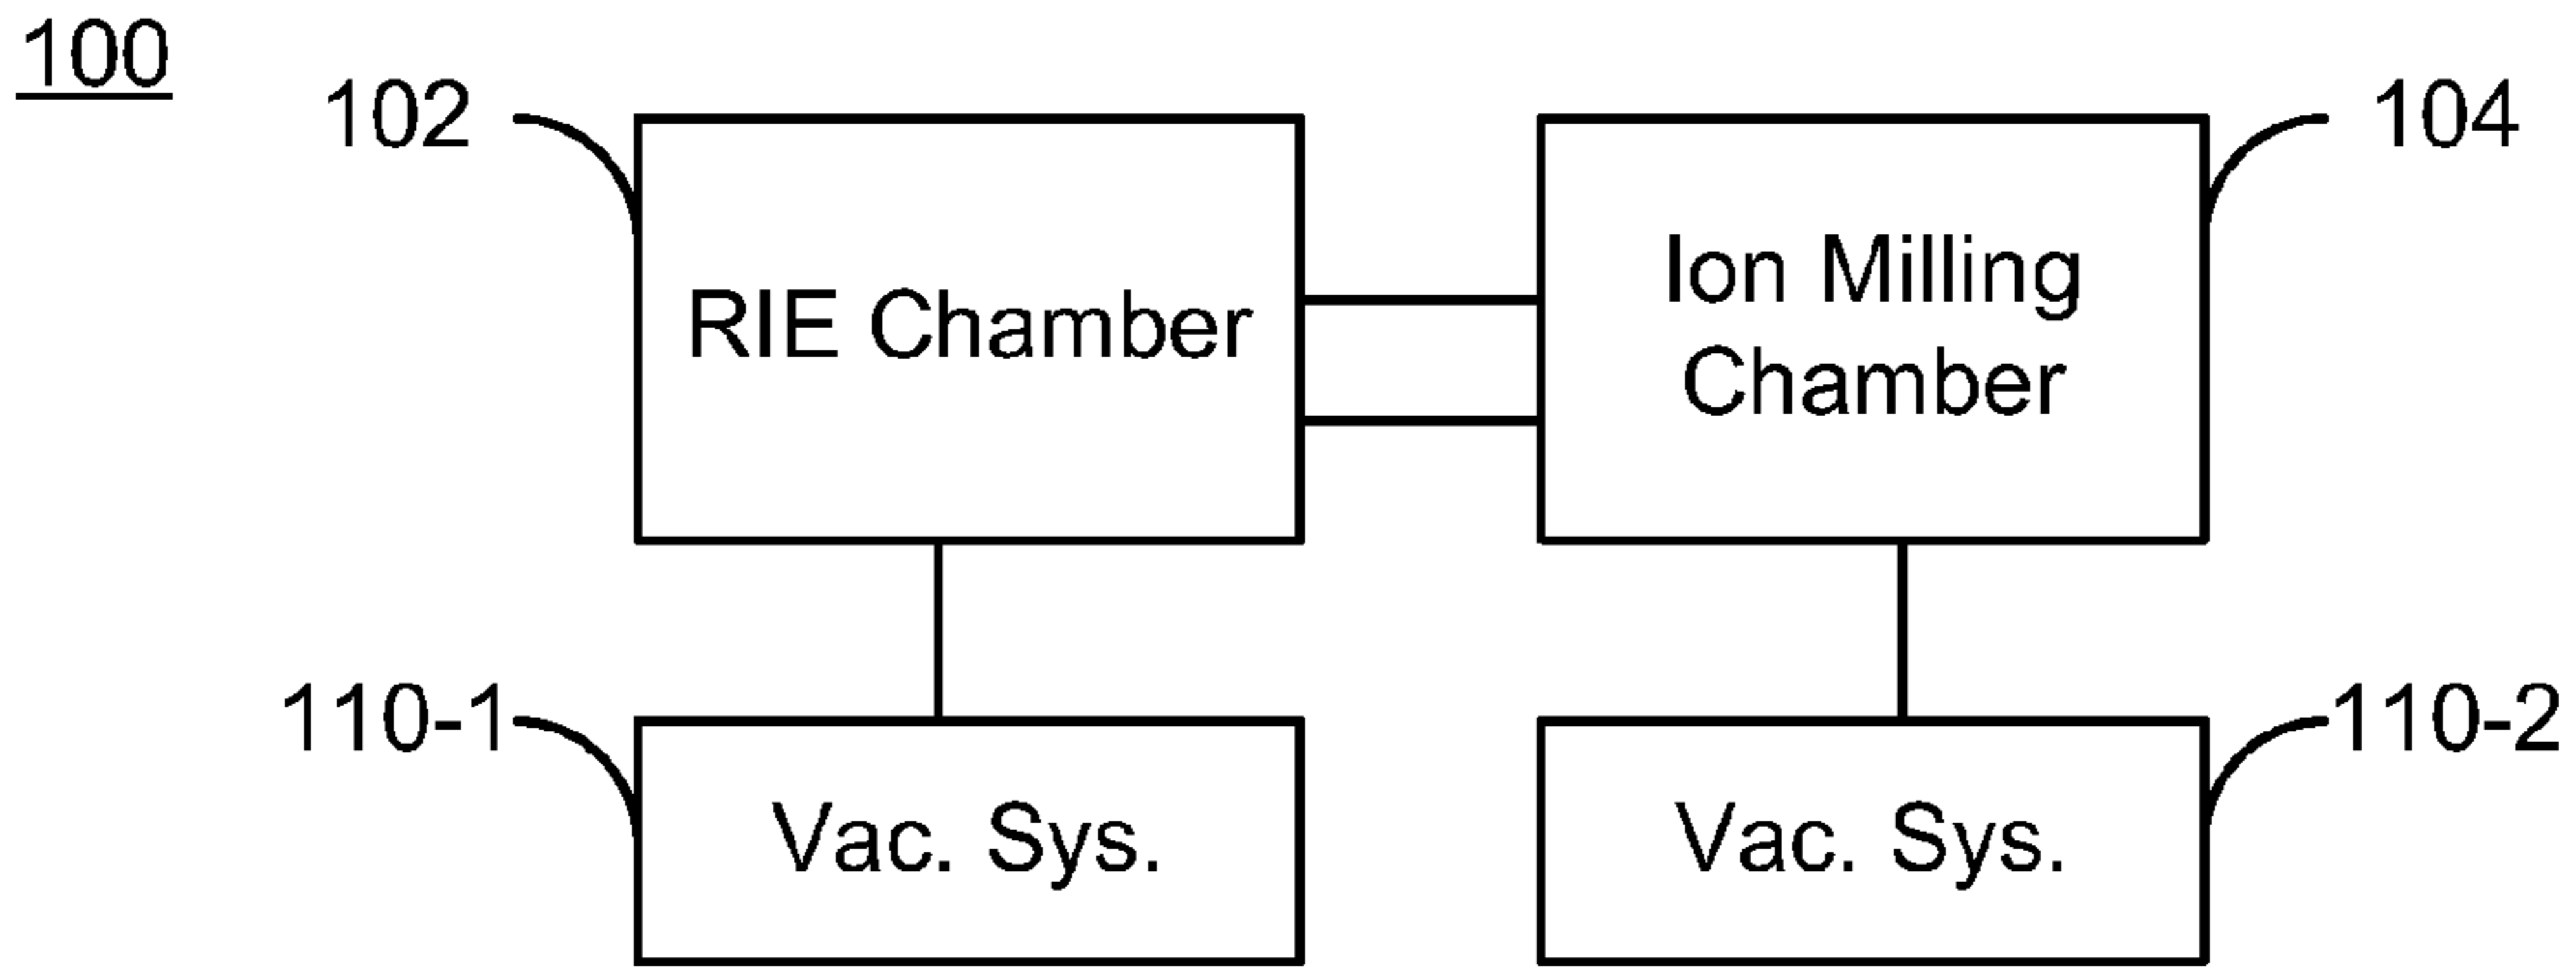 100
102
104
RIE Chamber
Ion Milling
Chamber
110-1
110-2
Vac. Sys.
Vac. Sys.